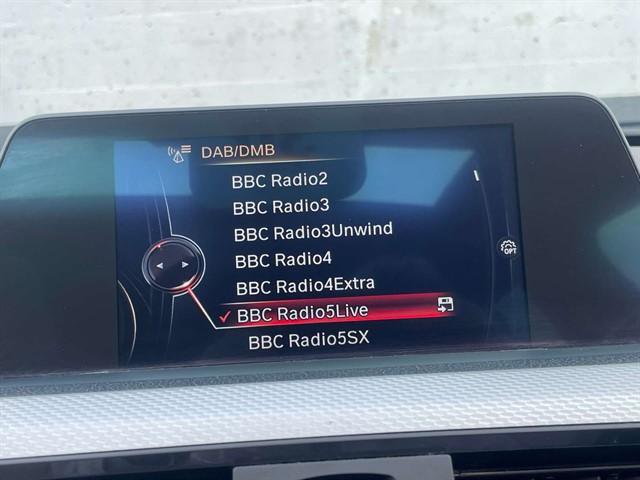 DAB/DMB
BBC Radio2
BBC Radio3
BBC Radio3Unwind
BBC Radio4
BBC Radio4Extra
BBC Radio5Live
BBC Radio5SX
OPT